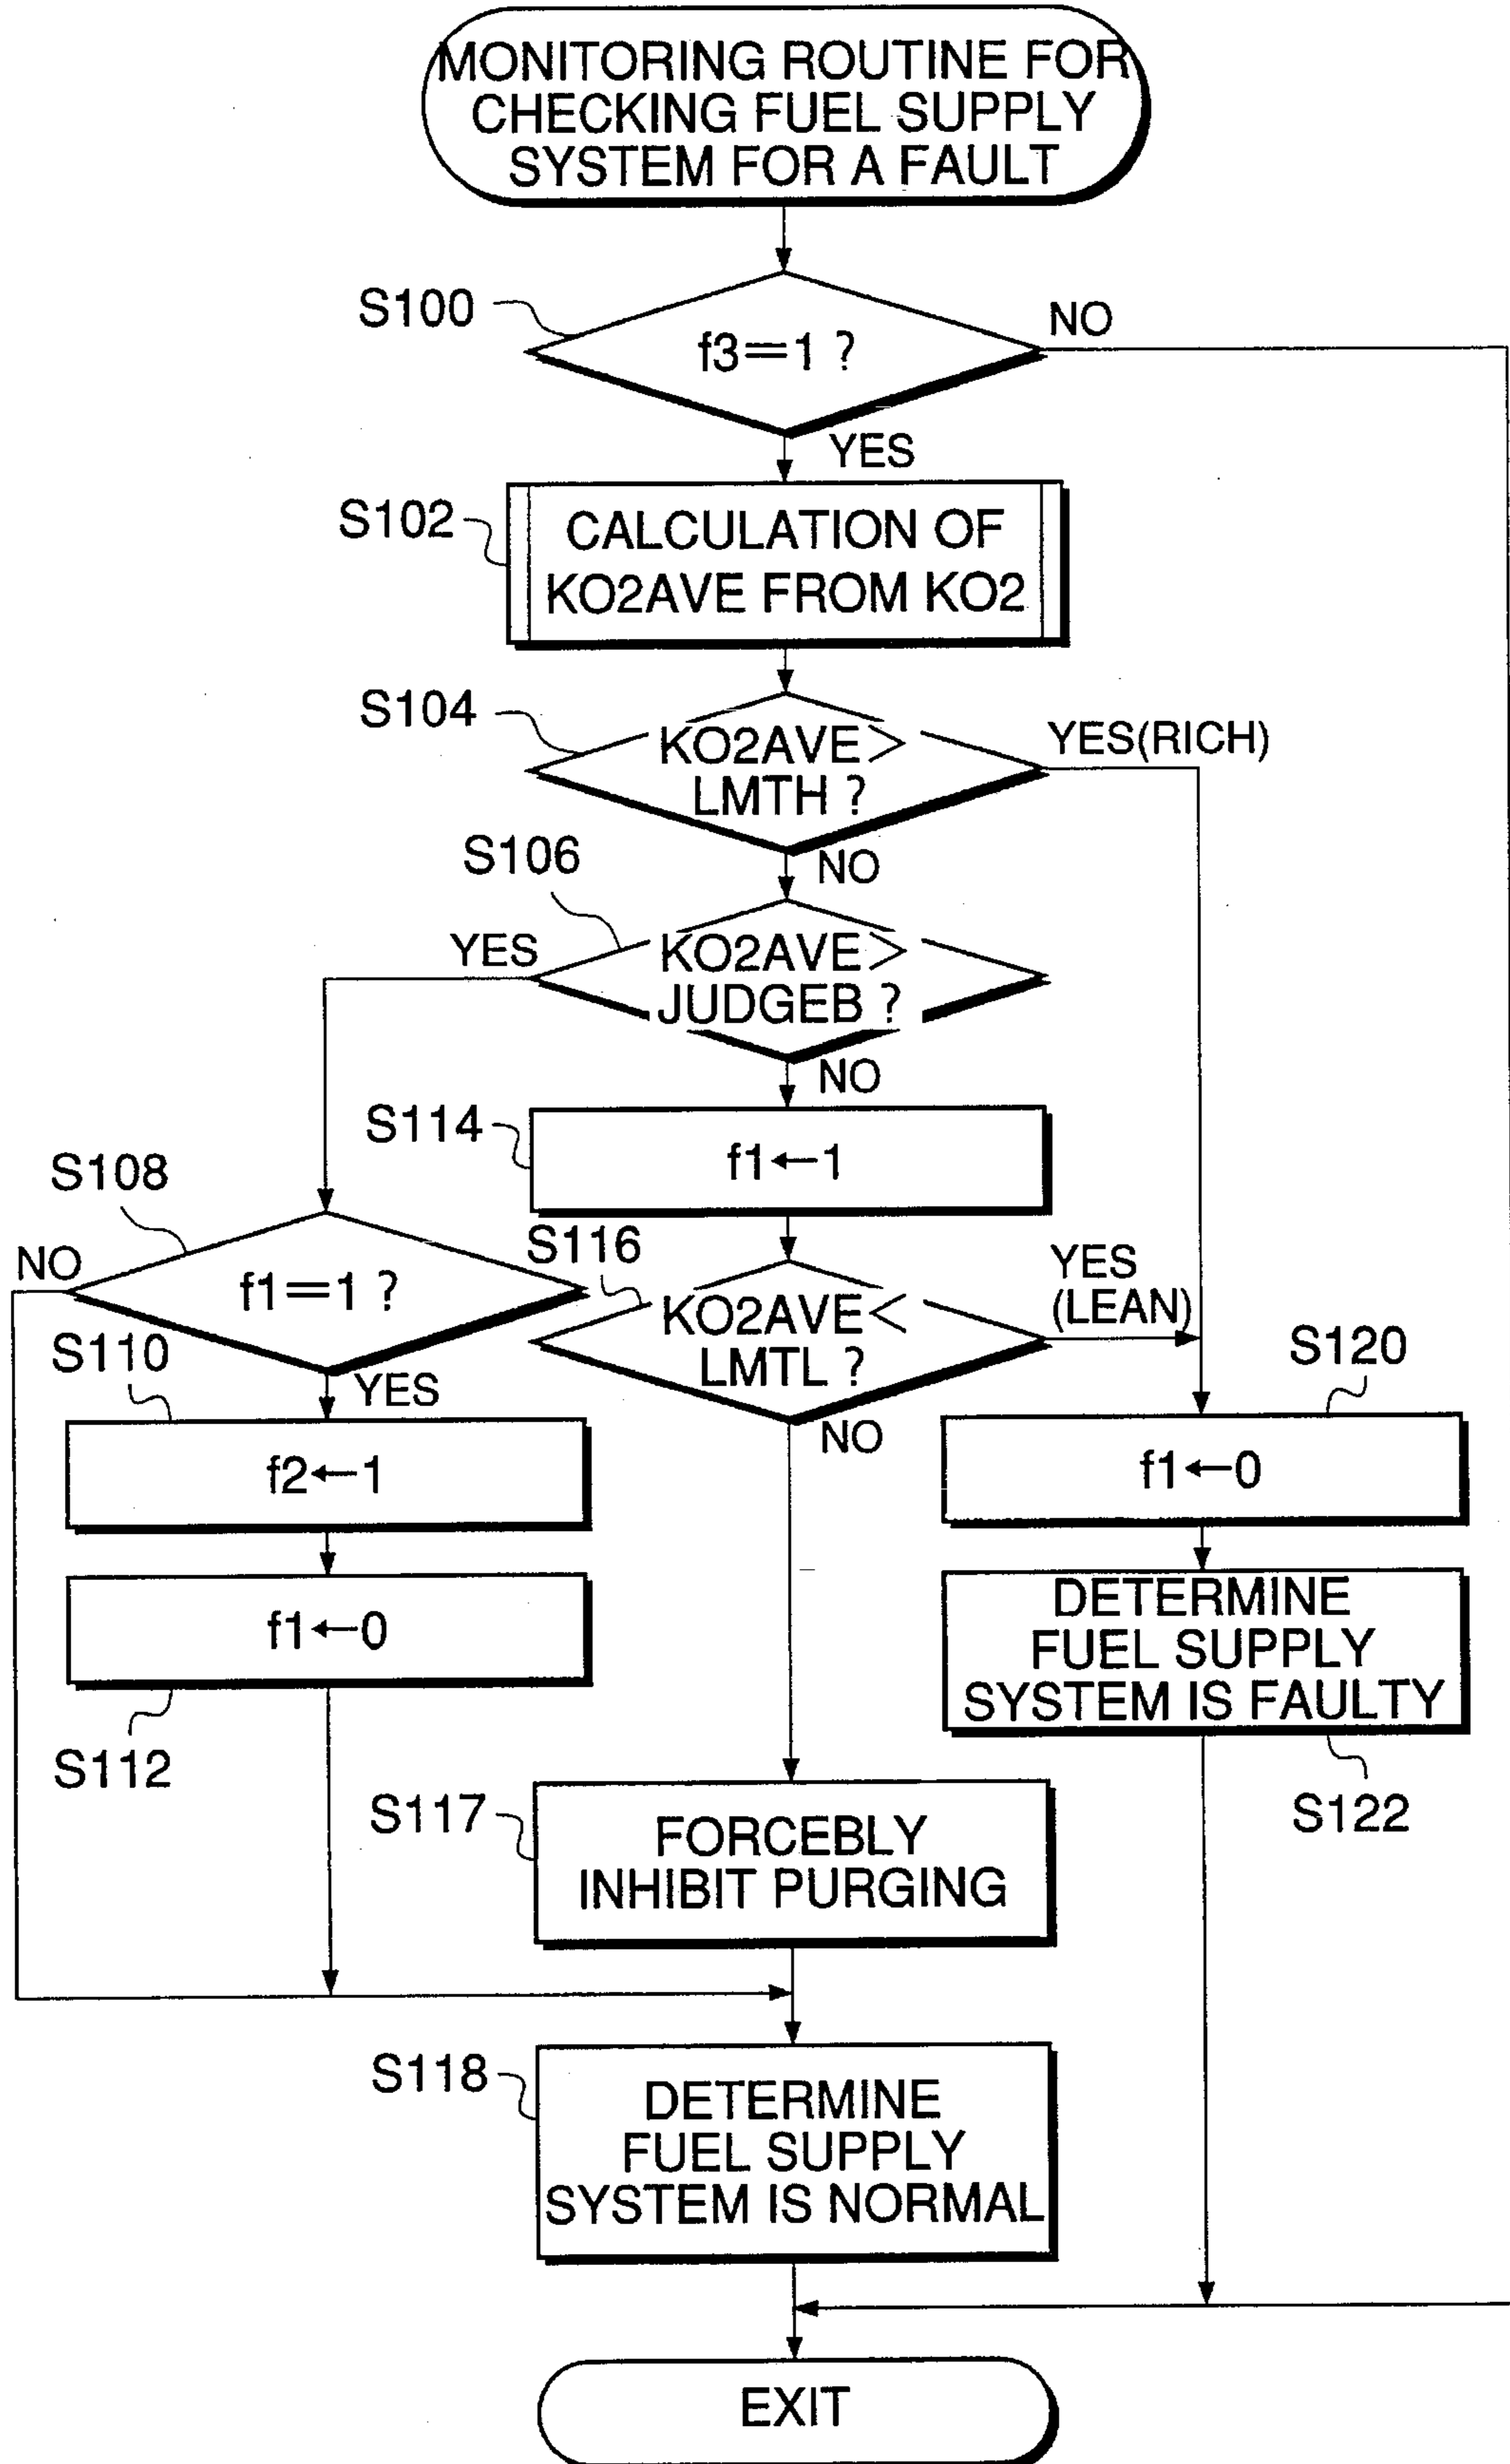 MONITORING ROUTINE FOR
CHECKING FUEL SUPPLY
SYSTEM FOR A FAULT
S100
f3=1 ?
NO
YES
S102
CALCULATION OF
KO2AVE FROM KO2
S104
KO2AVE>
LMTH ?
YES(RICH)
NO
S106
KO2AVE>
JUDGEB ?
YES
NO
S114
f1←1
S108
f1=1 ?
NO
YES
S116
KO2AVE<
LMTL ?
YES
(LEAN)
NO
S110
f2←1
S120
f1←0
f1←0
S112
DETERMINE
FUEL SUPPLY
SYSTEM IS FAULTY
S122
S117
FORCEBLY
INHIBIT PURGING
S118
DETERMINE
FUEL SUPPLY
SYSTEM IS NORMAL
EXIT